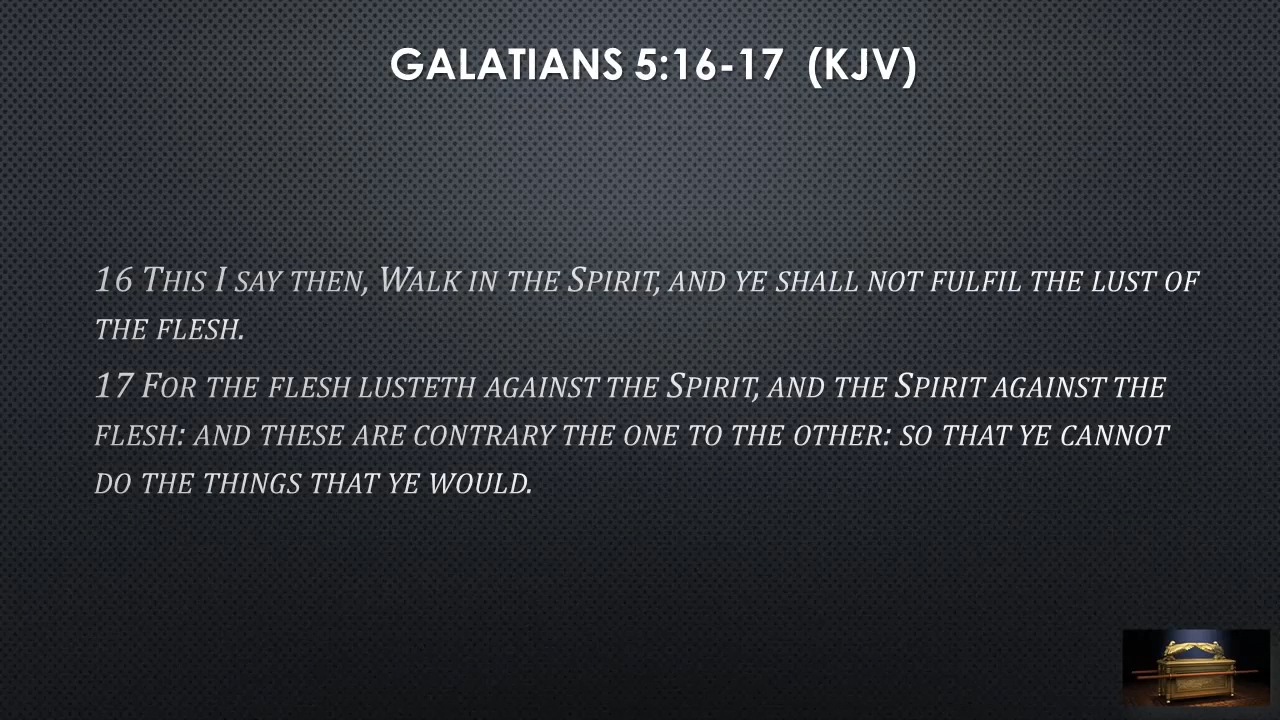 GALATIANS 5:16-17 (KJV)
16 THIS I SAY THEN, WALK IN THE SPIRIT, AND YE SHALL NOT FULFIL THE LUST OF
THE FLESH.
17 FOR THE FLESH LUSTETH AGAINST THE SPIRIT, AND THE SPIRIT AGAINST THE
FLESH: AND THESE ARE CONTRARY THE ONE TO THE OTHER: SO THAT YE CANNOT
DO THE THINGS THAT YE WOULD.